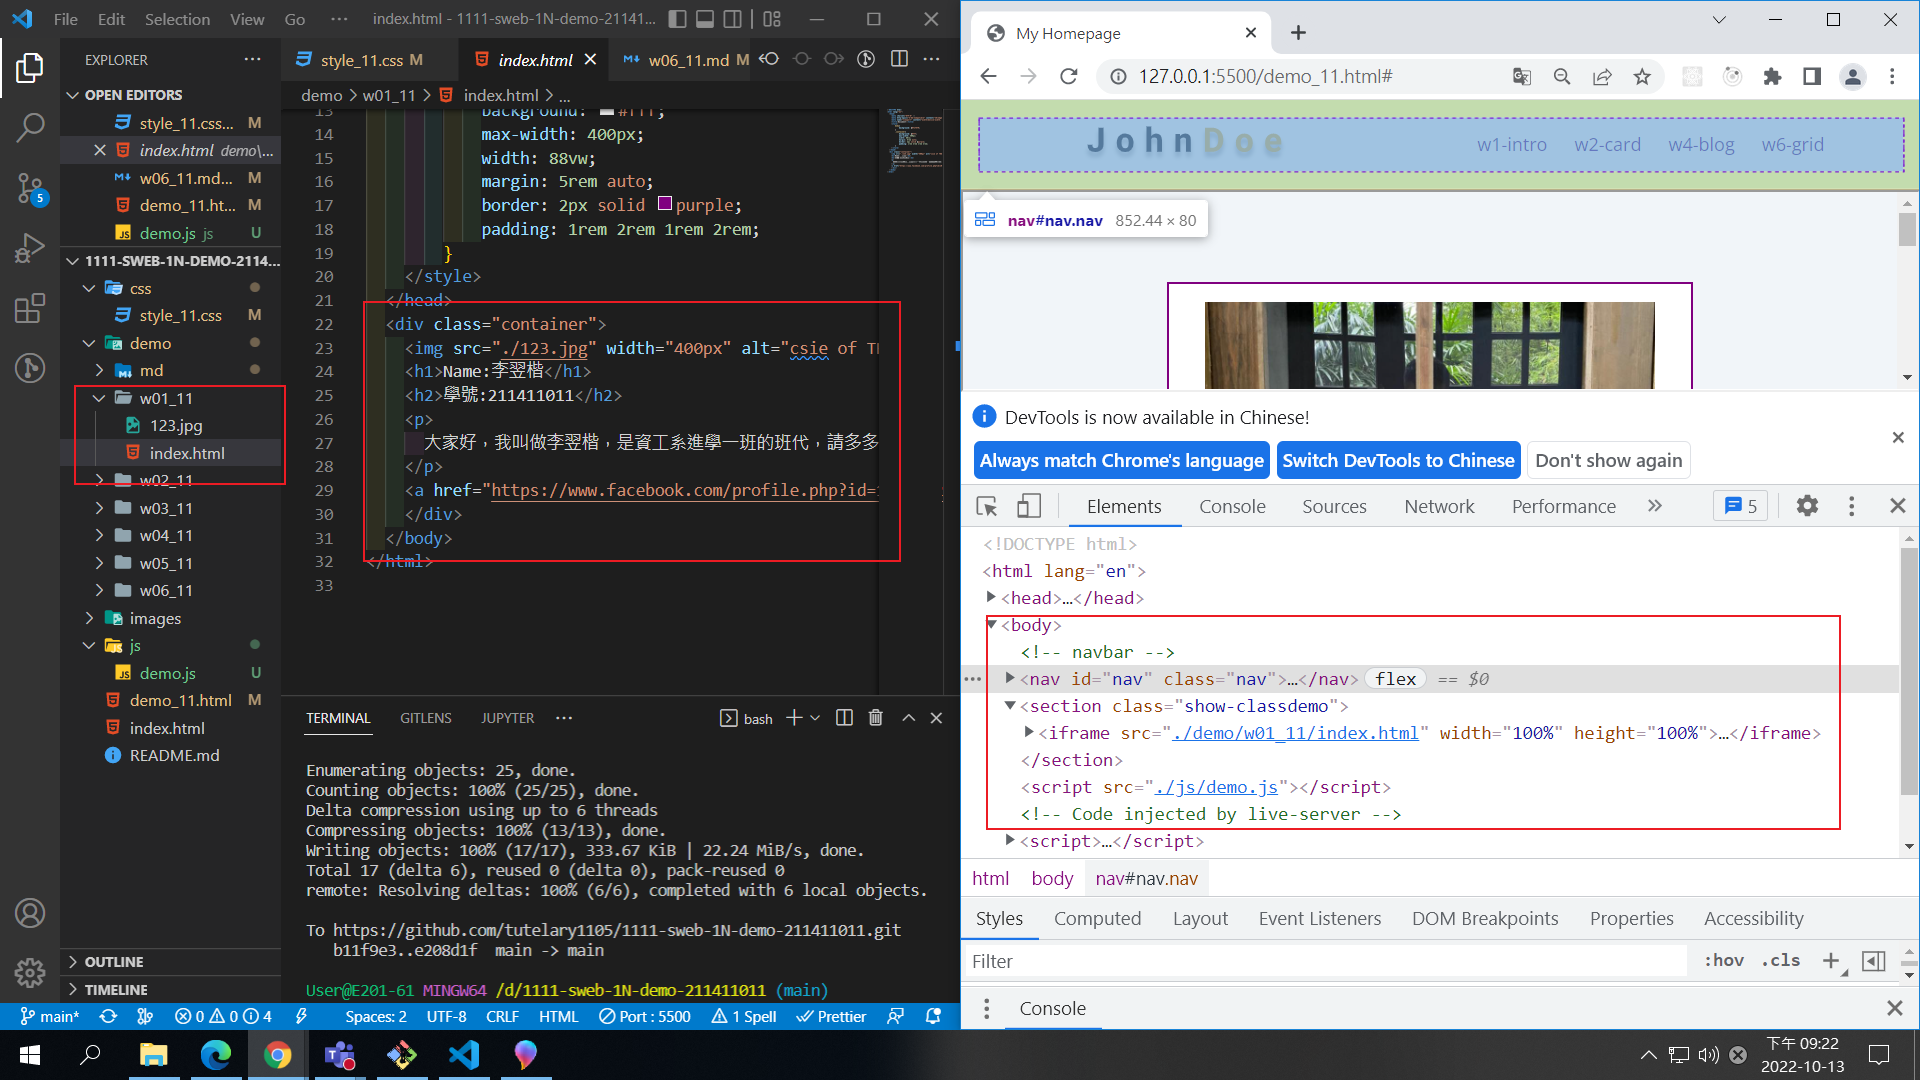 File Edit Selection View Go ··· index.html - 1111-sweb-1N-demo-21141...
EXPLORER ···
OPEN EDITORS
style_11.css... M
index.html demo\...
w06_11.md... M
demo_11.ht... M
demo.js js U
1111-SWEB-1N-DEMO-2114...
css
style_11.css M
demo
md
w01_11
123.jpg
index.html
w02_11
w03_11
w04_11
w05_11
w06_11
images
js
demo.js U
demo_11.html M
index.html
README.md
OUTLINE
TIMELINE
5
style_11.css M index.html w06_11.md M
demo > w01_11 > index.html > ...
13 background: #fff;
14 max-width: 400px;
15 width: 88vw;
16 margin: 5rem auto;
17 border: 2px solid purple;
18 padding: 1rem 2rem 1rem 2rem;
19 }
20 </style>
21 </head>
22 <div class="container">
23 <img src="./123.jpg" width="400px" alt="csie of T
24 <h1>Name:李翌楷</h1>
25 <h2>學號:211411011</h2>
26 <p>
27 大家好，我叫做李翌楷，是資工系進學一班的班代，請多多
28 </p>
29 <a href="https://www.facebook.com/profile.php?id=
30 </div>
31 </body>
32 </html>
33
TERMINAL GITLENS JUPYTER ··· bash
Enumerating objects: 25, done.
Counting objects: 100% (25/25), done.
Delta compression using up to 6 threads
Compressing objects: 100% (13/13), done.
Writing objects: 100% (17/17), 333.67 KiB | 22.24 MiB/s, done.
Total 17 (delta 6), reused 0 (delta 0), pack-reused 0
remote: Resolving deltas: 100% (6/6), completed with 6 local objects.
To https://github.com/tutelary1105/1111-sweb-1N-demo-211411011.git
b11f9e3..e208d1f main -> main
User@E201-61 MINGW64 /d/1111-sweb-1N-demo-211411011 (main)
main* 0 0 4 Spaces: 2 UTF-8 CRLF HTML Port : 5500 1 Spell Prettier
My Homepage
127.0.0.1:5500/demo_11.html#
JohnDoe w1-intro w2-card w4-blog w6-grid
nav#nav.nav 852.44 × 80
DevTools is now available in Chinese!
Always match Chrome's language Switch DevTools to Chinese Don't show again
Elements Console Sources Network Performance 5
<!DOCTYPE html>
<html lang="en">
<head>…</head>
<body>
<!-- navbar -->
<nav id="nav" class="nav">…</nav> flex == $0
<section class="show-classdemo">
<iframe src="./demo/w01_11/index.html" width="100%" height="100%">…</iframe>
</section>
<script src="./js/demo.js"></script>
<!-- Code injected by live-server -->
<script>…</script>
html body nav#nav.nav
Styles Computed Layout Event Listeners DOM Breakpoints Properties Accessibility
Filter :hov .cls
Console
下午 09:22
2022-10-13